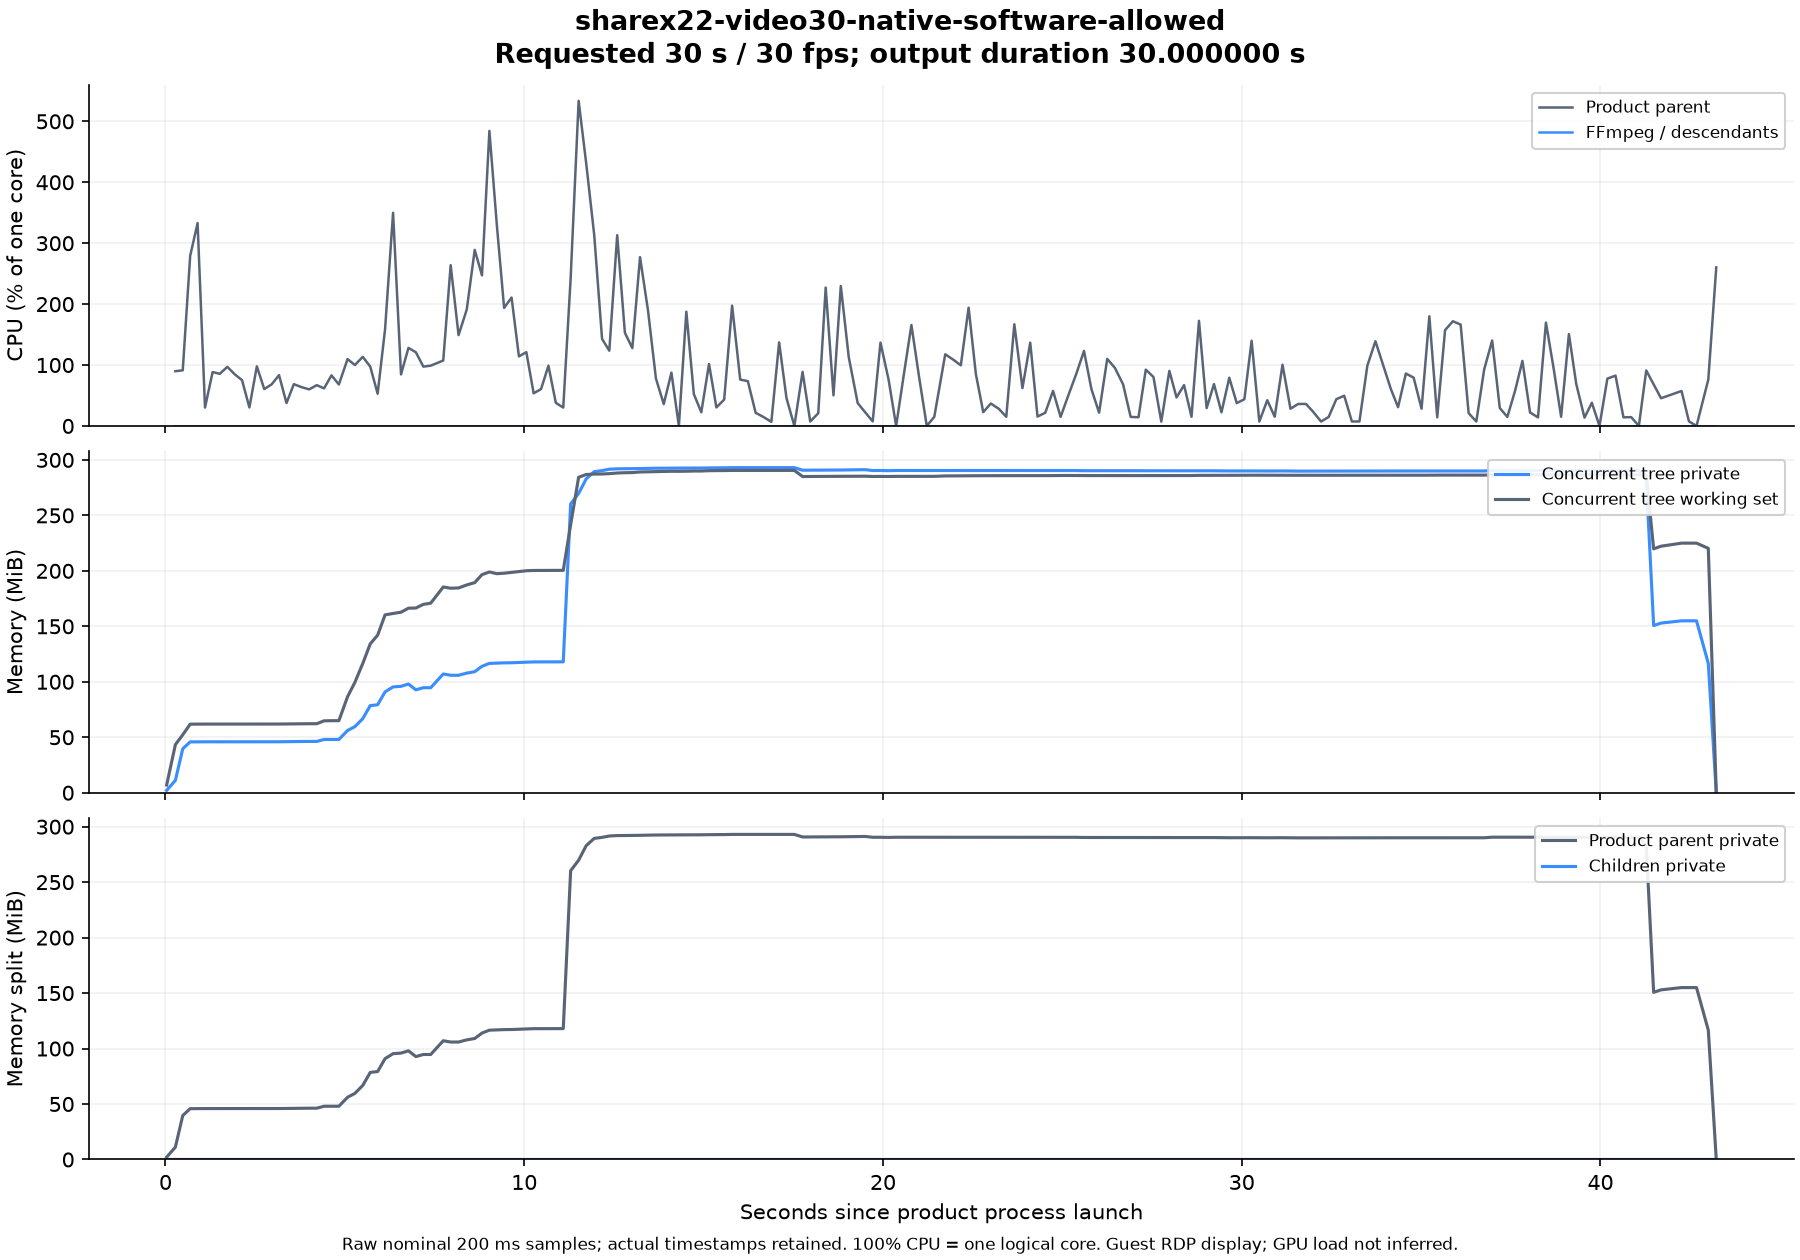 sharex22-video30-native-software-allowed
Requested 30 s / 30 fps; output duration 30.000000 s
CPU (% of one core)
500
400
300
200
100
0
Product parent
FFmpeg / descendants
Memory (MiB)
300
250
200
150
100
50
0
Concurrent tree private
Concurrent tree working set
Memory split (MiB)
300
250
200
150
100
50
0
Product parent private
Children private
0 10 20 30 40
Seconds since product process launch
Raw nominal 200 ms samples; actual timestamps retained. 100% CPU = one logical core. Guest RDP display; GPU load not inferred.